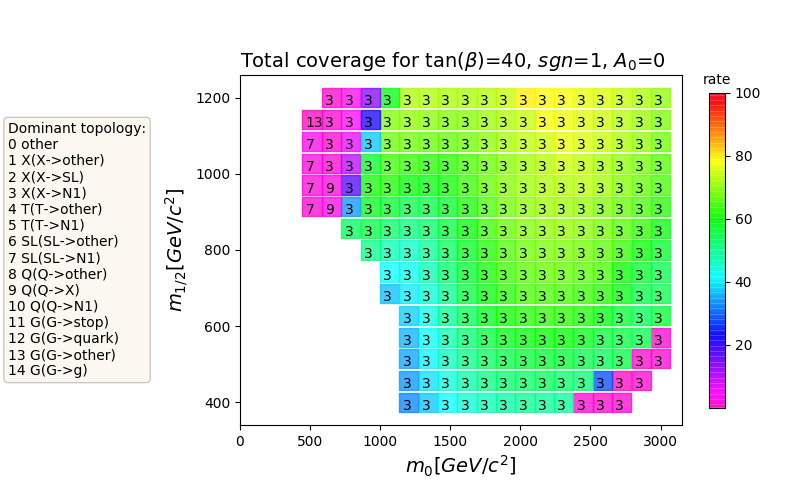 Total coverage for tan(β)=40, sgn=1, A₀=0
Dominant topology:
0 other
1 X(X->other)
2 X(X->SL)
3 X(X->N1)
4 T(T->other)
5 T(T->N1)
6 SL(SL->other)
7 SL(SL->N1)
8 Q(Q->other)
9 Q(Q->X)
10 Q(Q->N1)
11 G(G->stop)
12 G(G->quark)
13 G(G->other)
14 G(G->g)
m₁/₂[GeV/c²]
1200
1000
800
600
400
3 3 3 3 3 3 3 3 3 3 3 3 3 3 3 3 3 3
13 3 3 3 3 3 3 3 3 3 3 3 3 3 3 3 3 3 3
7 3 3 3 3 3 3 3 3 3 3 3 3 3 3 3 3 3 3
7 3 3 3 3 3 3 3 3 3 3 3 3 3 3 3 3 3 3
7 9 3 3 3 3 3 3 3 3 3 3 3 3 3 3 3 3 3
7 9 3 3 3 3 3 3 3 3 3 3 3 3 3 3 3 3 3
3 3 3 3 3 3 3 3 3 3 3 3 3 3 3 3 3
3 3 3 3 3 3 3 3 3 3 3 3 3 3 3 3
3 3 3 3 3 3 3 3 3 3 3 3 3 3 3
3 3 3 3 3 3 3 3 3 3 3 3 3 3 3
3 3 3 3 3 3 3 3 3 3 3 3 3 3
3 3 3 3 3 3 3 3 3 3 3 3 3 3
3 3 3 3 3 3 3 3 3 3 3 3 3 3
3 3 3 3 3 3 3 3 3 3 3 3 3
3 3 3 3 3 3 3 3 3 3 3 3
0 500 1000 1500 2000 2500 3000
m₀[GeV/c²]
rate
100
80
60
40
20